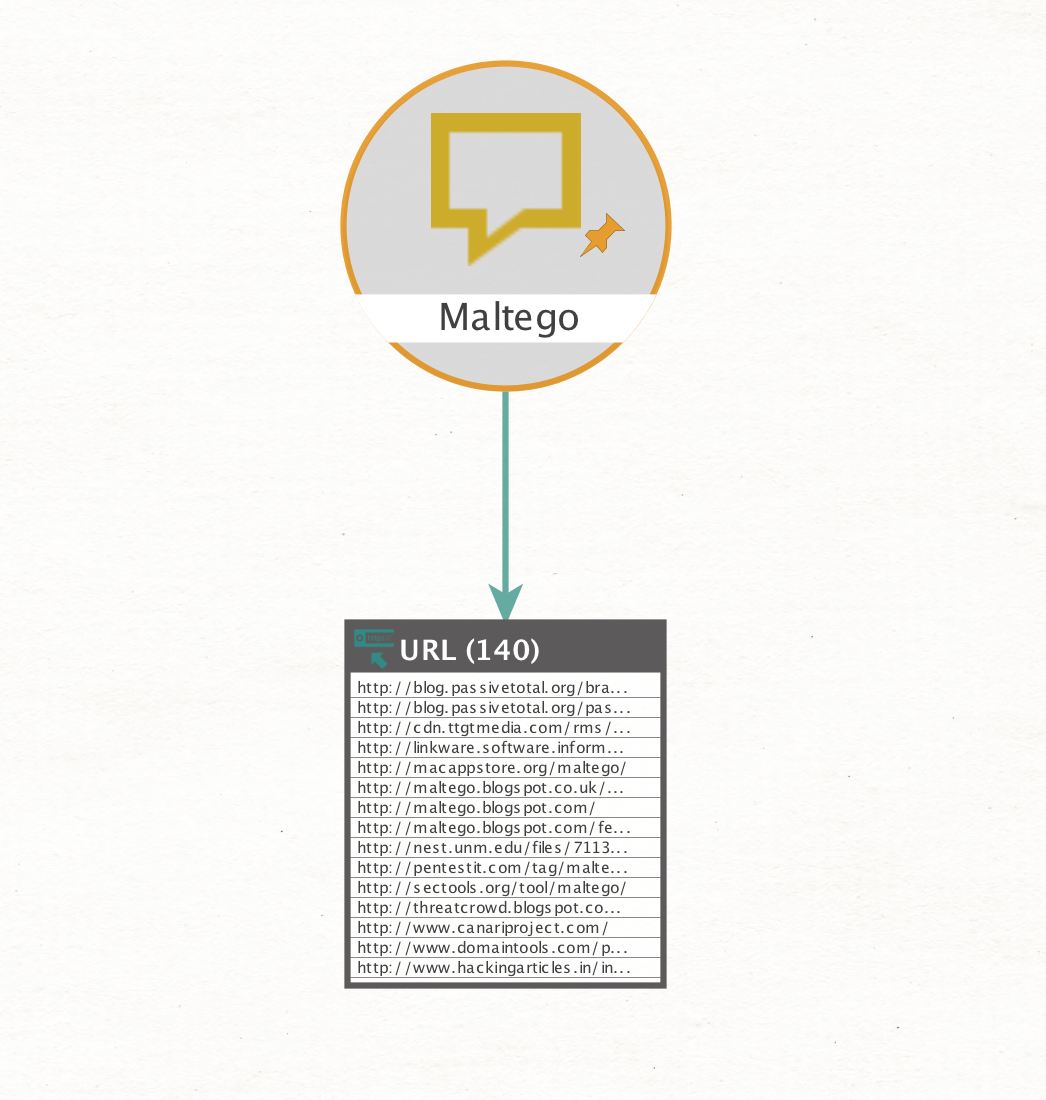 Maltego
URL (140)
http://blog.passivetotal.org/bra...
http://blog.passivetotal.org/pas...
http://cdn.ttgtmedia.com/rms/...
http://linkware.software.inform...
http://macappstore.org/maltego/
http://maltego.blogspot.co.uk/...
http://maltego.blogspot.com/
http://maltego.blogspot.com/fe...
http://nest.unm.edu/files/7113...
http://pentestit.com/tag/malte...
http://sectools.org/tool/maltego/
http://threatcrowd.blogspot.co...
http://www.canariproject.com/
http://www.domaintools.com/p...
http://www.hackingarticles.in/in...